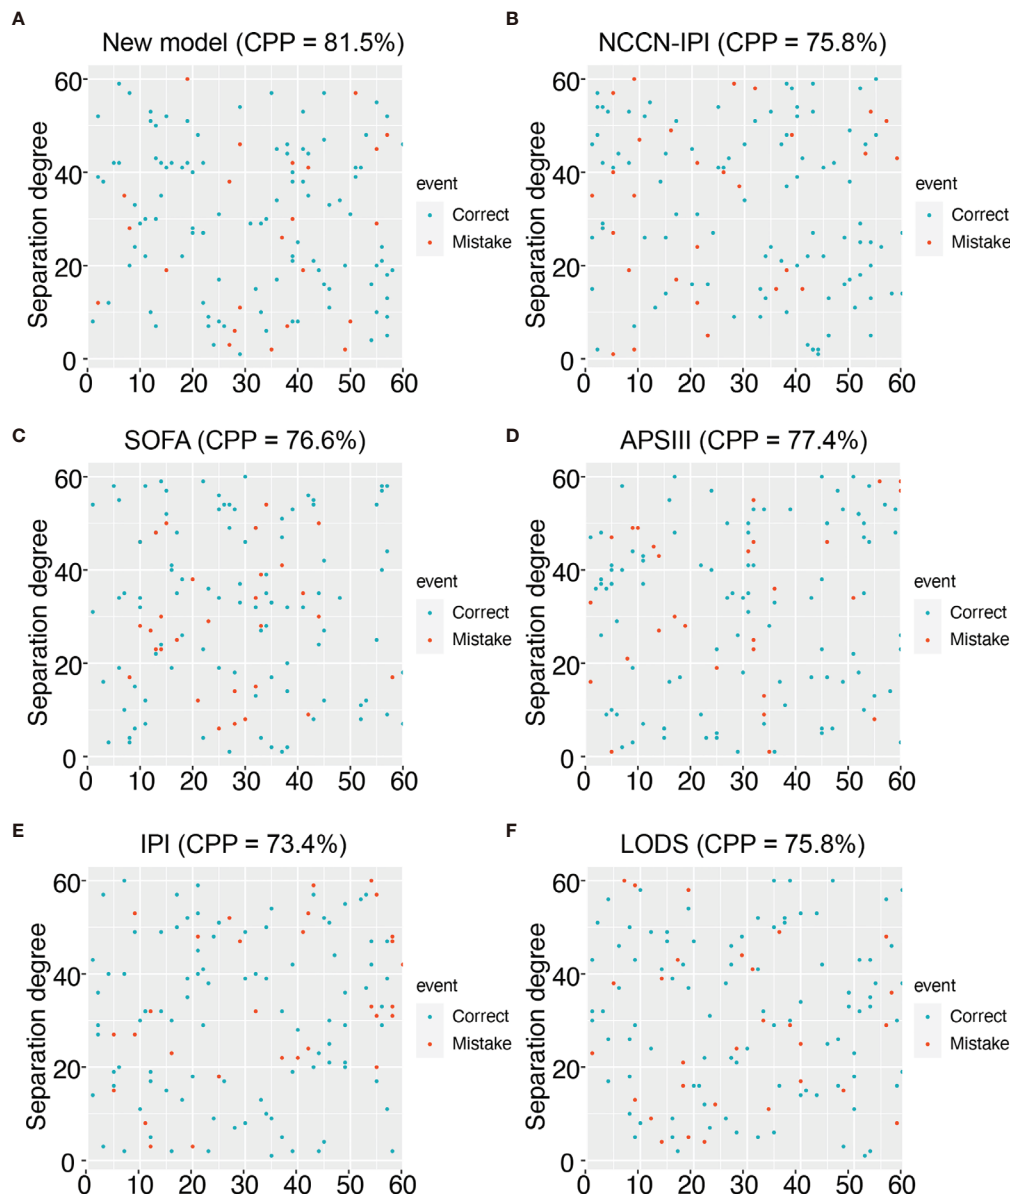 A
New model (CPP = 81.5%)
Separation degree
60
40
20
0
0 10 20 30 40 50 60
event
Correct
Mistake
B
NCCN-IPI (CPP = 75.8%)
Separation degree
60
40
20
0
0 10 20 30 40 50 60
event
Correct
Mistake
C
SOFA (CPP = 76.6%)
Separation degree
60
40
20
0
0 10 20 30 40 50 60
event
Correct
Mistake
D
APSIII (CPP = 77.4%)
Separation degree
60
40
20
0
0 10 20 30 40 50 60
event
Correct
Mistake
E
IPI (CPP = 73.4%)
Separation degree
60
40
20
0
0 10 20 30 40 50 60
event
Correct
Mistake
F
LODS (CPP = 75.8%)
Separation degree
60
40
20
0
0 10 20 30 40 50 60
event
Correct
Mistake